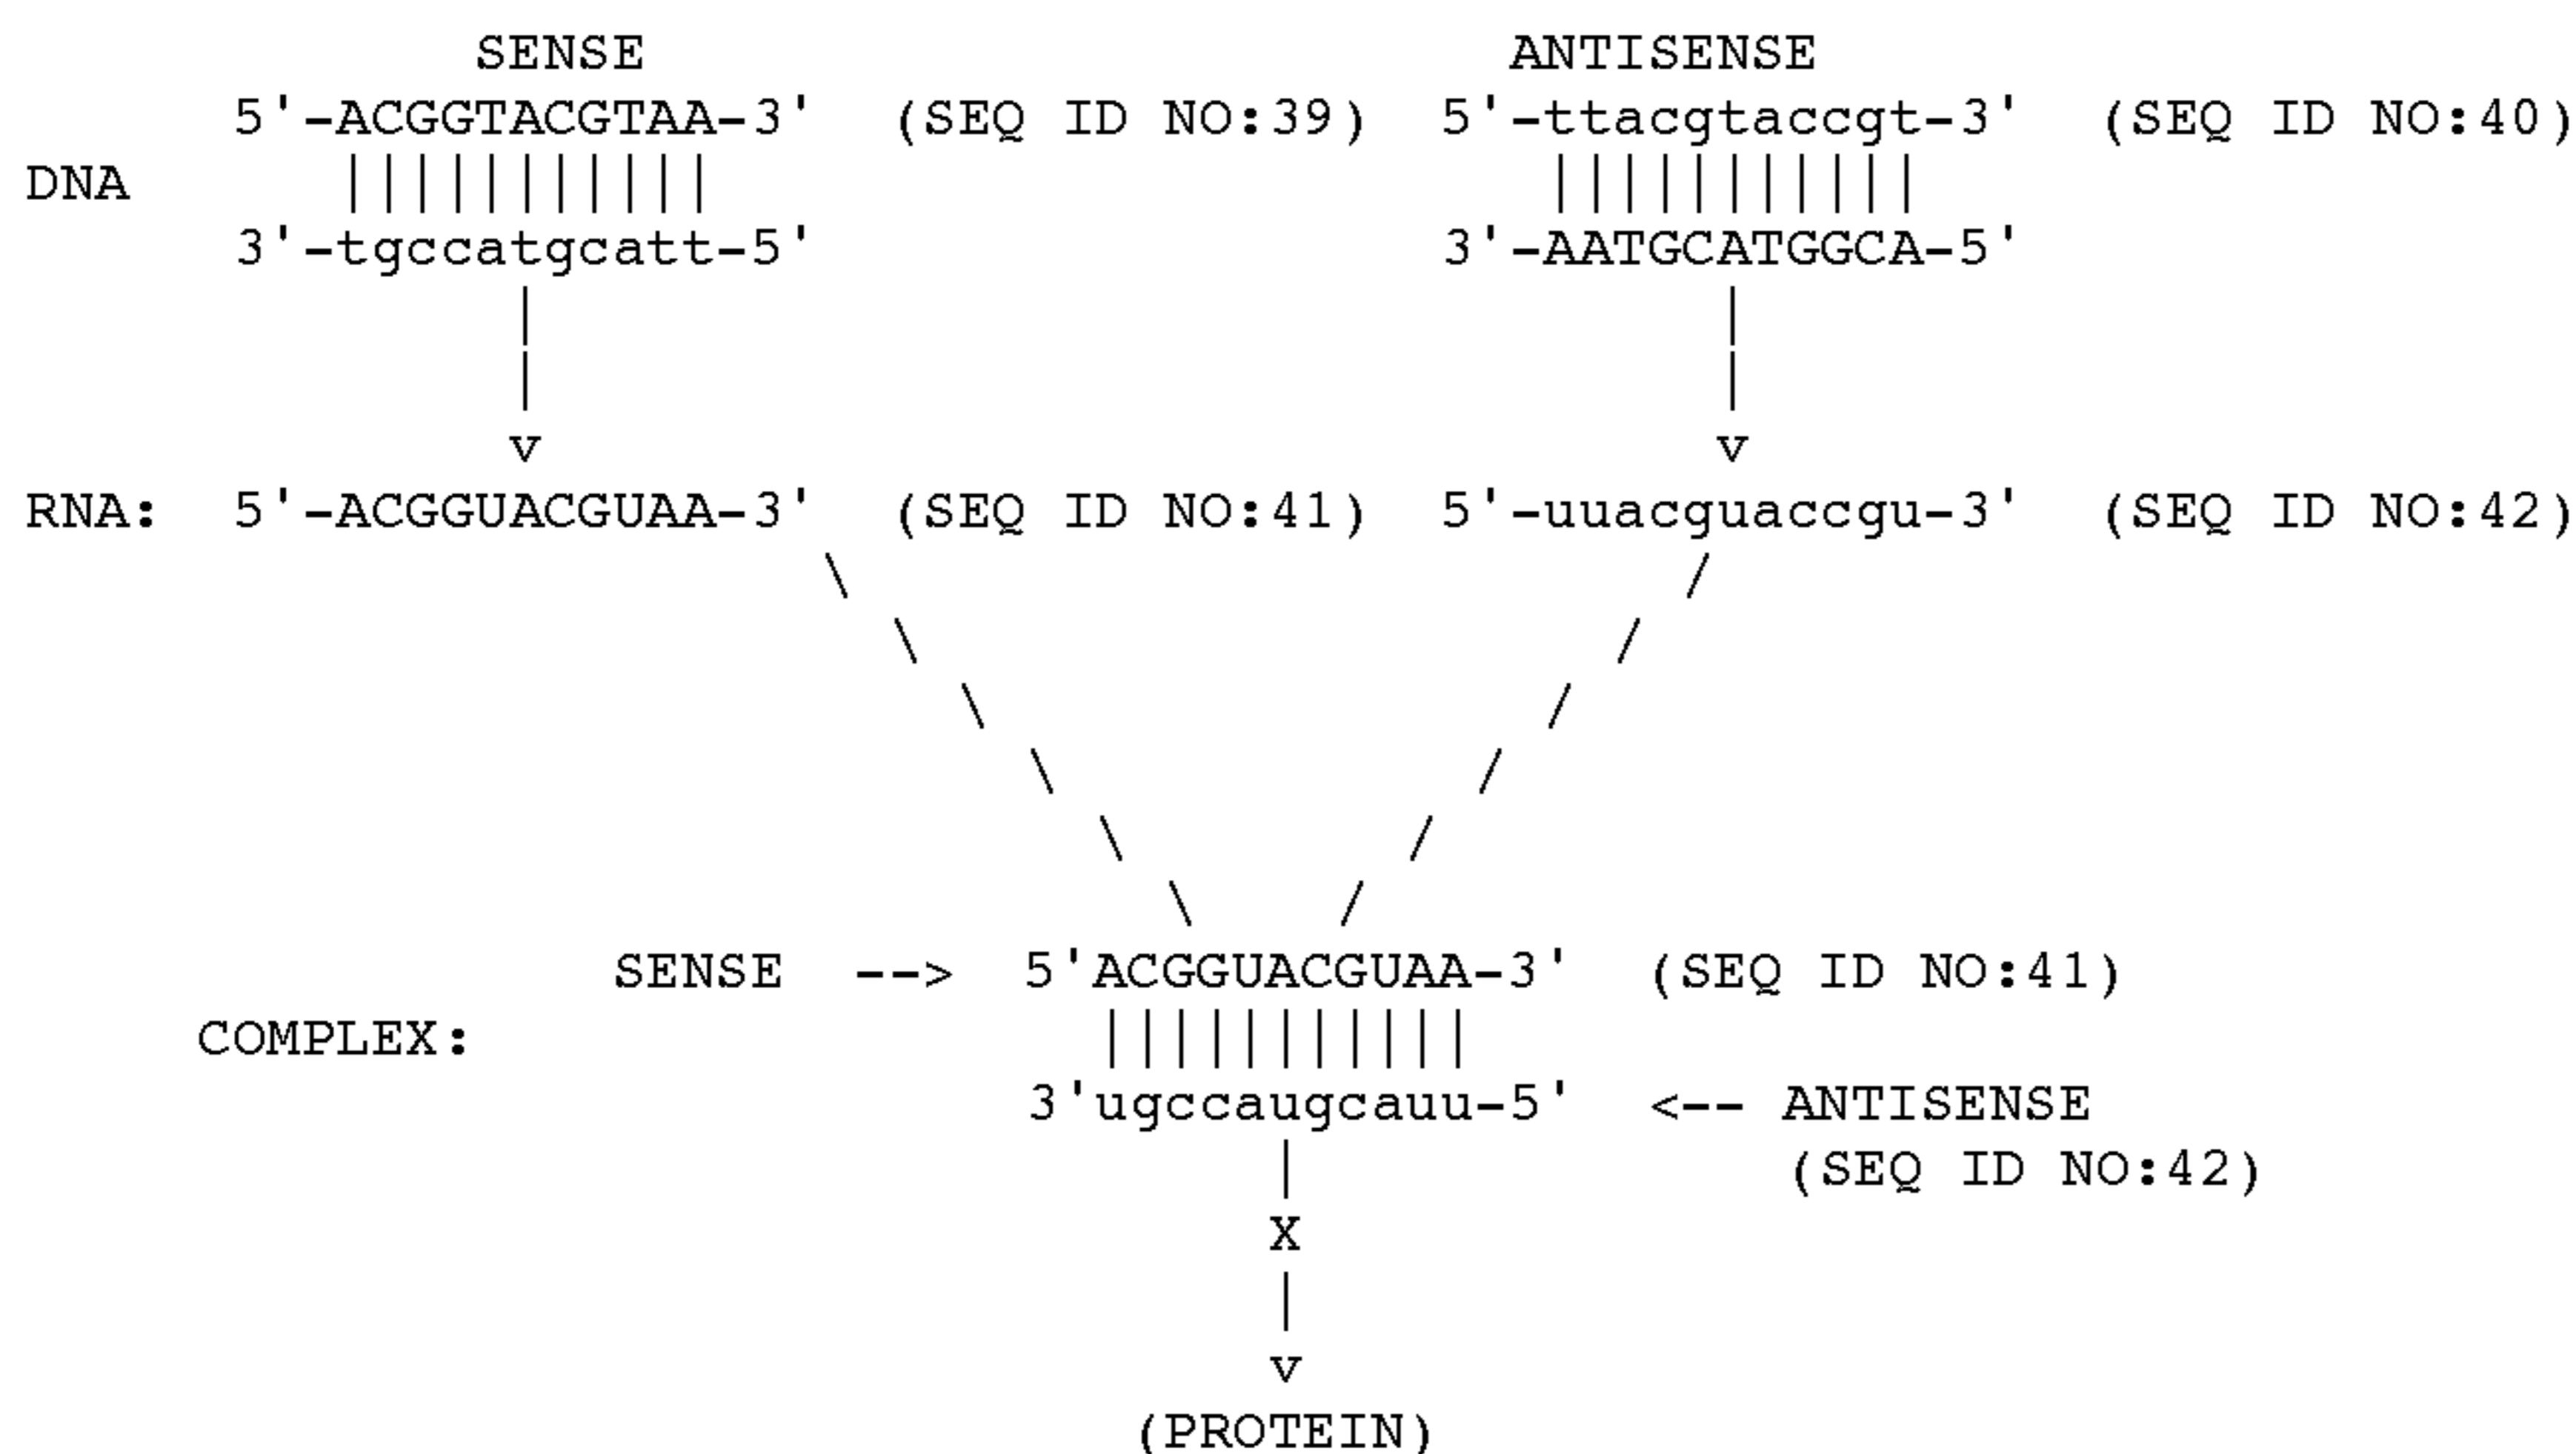 SENSE ANTISENSE
5'-ACGGTACGTAA-3' (SEQ ID NO:39) 5'-ttacgtaccgt-3' (SEQ ID NO:40)
DNA ||||||||||| |||||||||||
3'-tgccatgcatt-5' 3'-AATGCATGGCA-5'
| |
| |
v v
RNA: 5'-ACGGUACGUAA-3' (SEQ ID NO:41) 5'-uuacguaccgu-3' (SEQ ID NO:42)
\ /
\ /
\ /
\ /
\ /
\ /
SENSE --> 5'ACGGUACGUAA-3' (SEQ ID NO:41)
COMPLEX: |||||||||||
3'ugccaugcauu-5' <-- ANTISENSE
| (SEQ ID NO:42)
X
|
v
(PROTEIN)